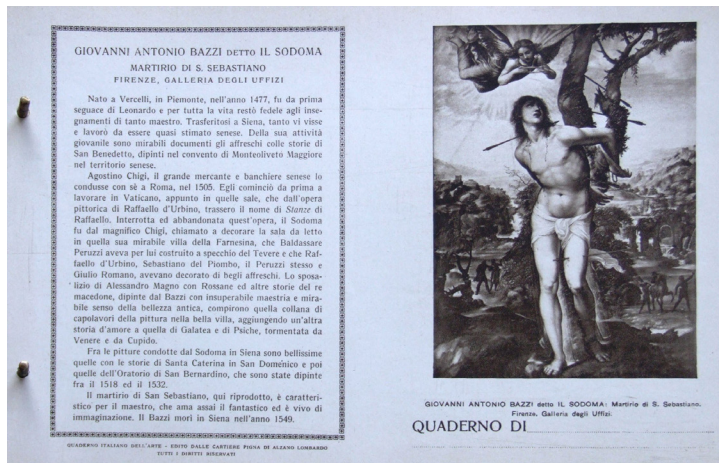 GIOVANNI ANTONIO BAZZI DETTO IL SODOMA
MARTIRIO DI S. SEBASTIANO
FIRENZE, GALLERIA DEGLI UFFIZI
Nato a Vercelli, in Piemonte, nell'anno 1477, fu da prima
seguace di Leonardo e per tutta la vita restò fedele agli inse-
gnamenti di tanto maestro. Trasferitosi a Siena, tanto vi visse
e lavorò da essere quasi stimato senese. Della sua attività
giovanile sono mirabili documenti gli affreschi colle storie di
San Benedetto, dipinti nel convento di Monteoliveto Maggiore
nel territorio senese.
Agostino Chigi, il grande mercante e banchiere senese lo
condusse con sè a Roma, nel 1505. Egli cominciò da prima a
lavorare in Vaticano, appunto in quelle sale, che dall'opera
pittorica di Raffaello d'Urbino, trassero il nome di Stanze di
Raffaello. Interrotta ed abbandonata quest'opera, il Sodoma
fu dal magnifico Chigi, chiamato a decorare la sala da letto
in quella sua mirabile villa della Farnesina, che Baldassare
Peruzzi aveva per lui costruito a specchio del Tevere e che Raf-
faello d'Urbino, Sebastiano del Piombo, il Peruzzi stesso e
Giulio Romano, avevano decorato di begli affreschi. Lo sposa-
lizio di Alessandro Magno con Rossane ed altre storie del re
macedone, dipinte dal Bazzi con insuperabile maestria e mira-
bile senso della bellezza antica, compirono quella collana di
capolavori della pittura nella bella villa, aggiungendo un'altra
storia d'amore a quella di Galatea e di Psiche, tormentata da
Venere e da Cupido.
Fra le pitture condotte dal Sodoma in Siena sono bellissime
quelle con le storie di Santa Caterina in San Domenico e poi
quelle dell'Oratorio di San Bernardino, che sono state dipinte
fra il 1518 ed il 1532.
Il martirio di San Sebastiano, qui riprodotto, è caratteri-
stico per il maestro, che ama assai il fantastico ed è vivo di
immaginazione. Il Bazzi morì in Siena nell'anno 1549.
QUADERNO ITALIANO DELL'ARTE - EDITO DALLE CARTIERE PIGNA DI ALZANO LOMBARDO
TUTTI I DIRITTI RISERVATI
GIOVANNI ANTONIO BAZZI detto IL SODOMA: Martirio di S. Sebastiano.
Firenze. Galleria degli Uffizi.
QUADERNO DI